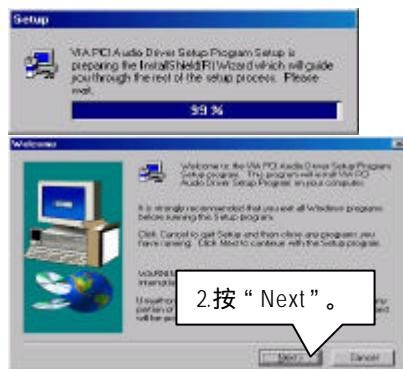 Setup
VIA PCI Audio Driver Setup Program Setup is
preparing the InstallShield(R) Wizard which will guide
you through the rest of the setup process. Please
wait.
99 %
Welcome
Welcome to the VIA PCI Audio Driver Setup Program
Setup program. This program will install VIA PCI
Audio Driver Setup Program on your computer.
It is strongly recommended that you exit all Windows programs
before running this Setup program.
Click Cancel to quit Setup and then close any programs you
have running. Click Next to continue with the Setup program.
WARNING
2.按“Next”。
Next >
Cancel